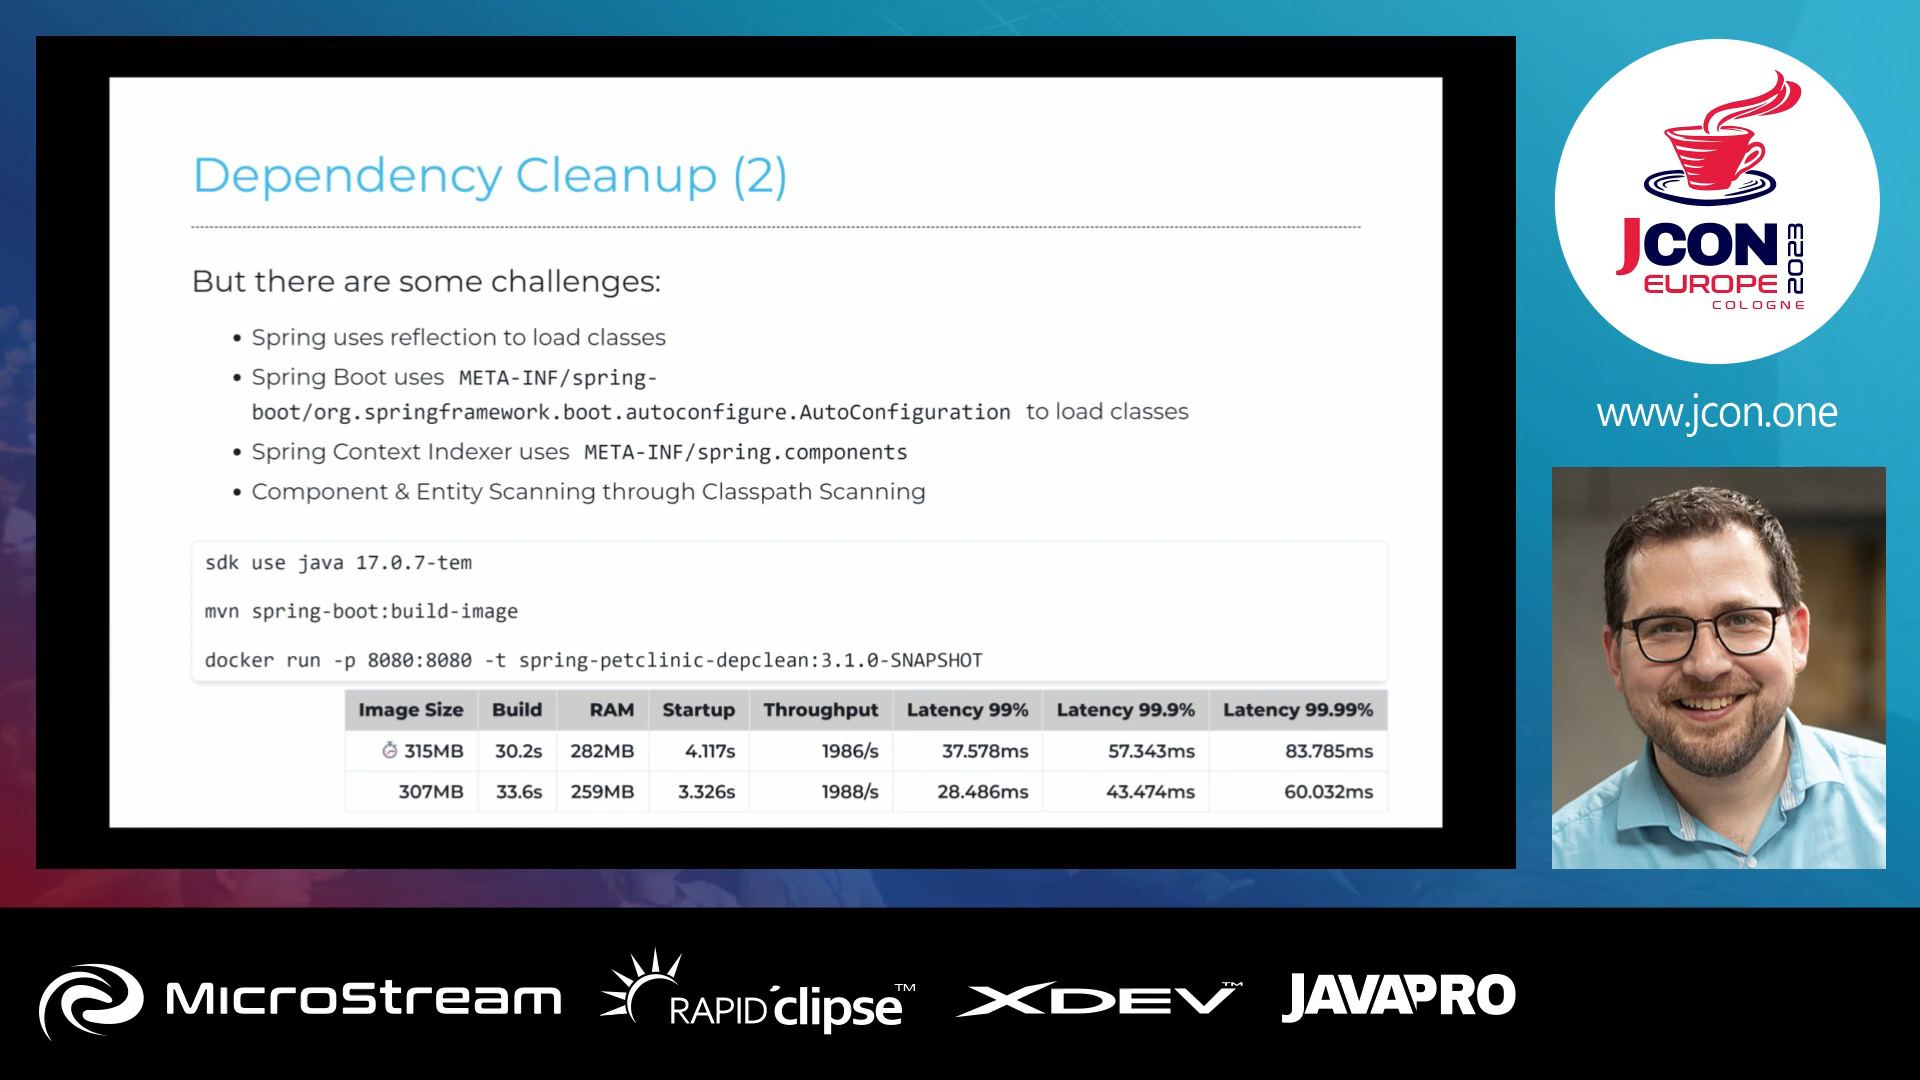 Dependency Cleanup (2)
But there are some challenges:
• Spring uses reflection to load classes
• Spring Boot uses META-INF/spring-
boot/org.springframework.boot.autoconfigure.AutoConfiguration to load classes
• Spring Context Indexer uses META-INF/spring.components
• Component & Entity Scanning through Classpath Scanning
sdk use java 17.0.7-tem
mvn spring-boot:build-image
docker run -p 8080:8080 -t spring-petclinic-depclean:3.1.0-SNAPSHOT
Image Size Build RAM Startup Throughput Latency 99% Latency 99.9% Latency 99.99%
⏱ 315MB 30.2s 282MB 4.117s 1986/s 37.578ms 57.343ms 83.785ms
307MB 33.6s 259MB 3.326s 1988/s 28.486ms 43.474ms 60.032ms
JCON
EUROPE
2023
COLOGNE
www.jcon.one
MicroStream
RAPID clipse™
XDEV™
JAVAPRO